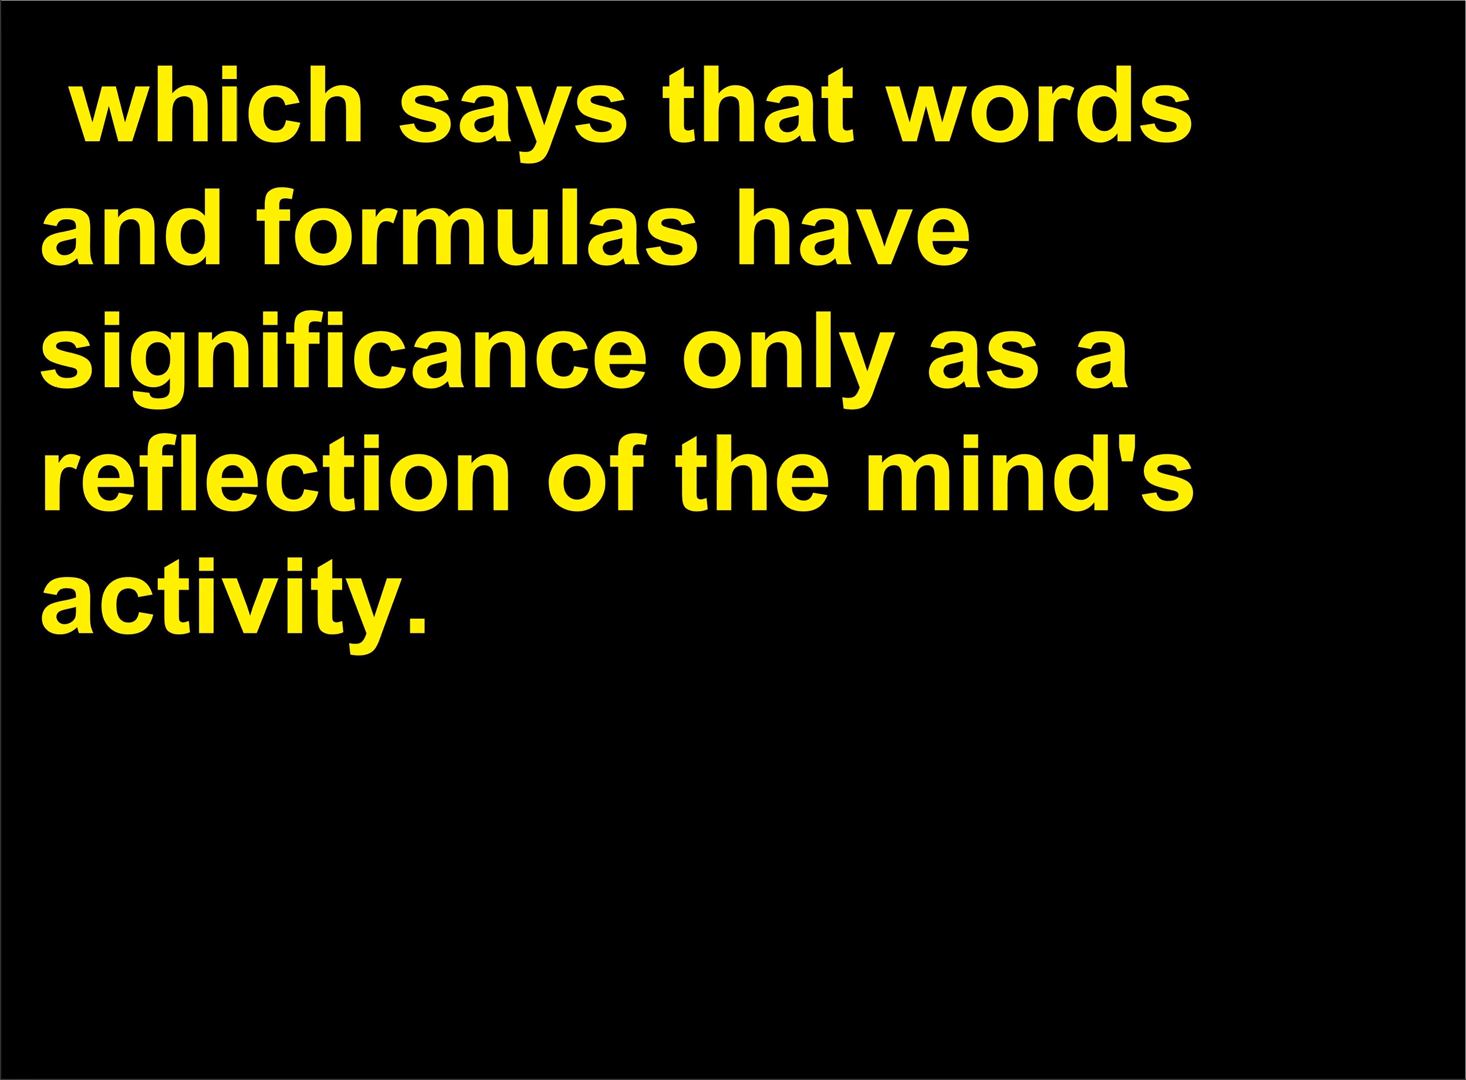 which says that words
and formulas have
significance only as a
reflection of the mind's
activity.